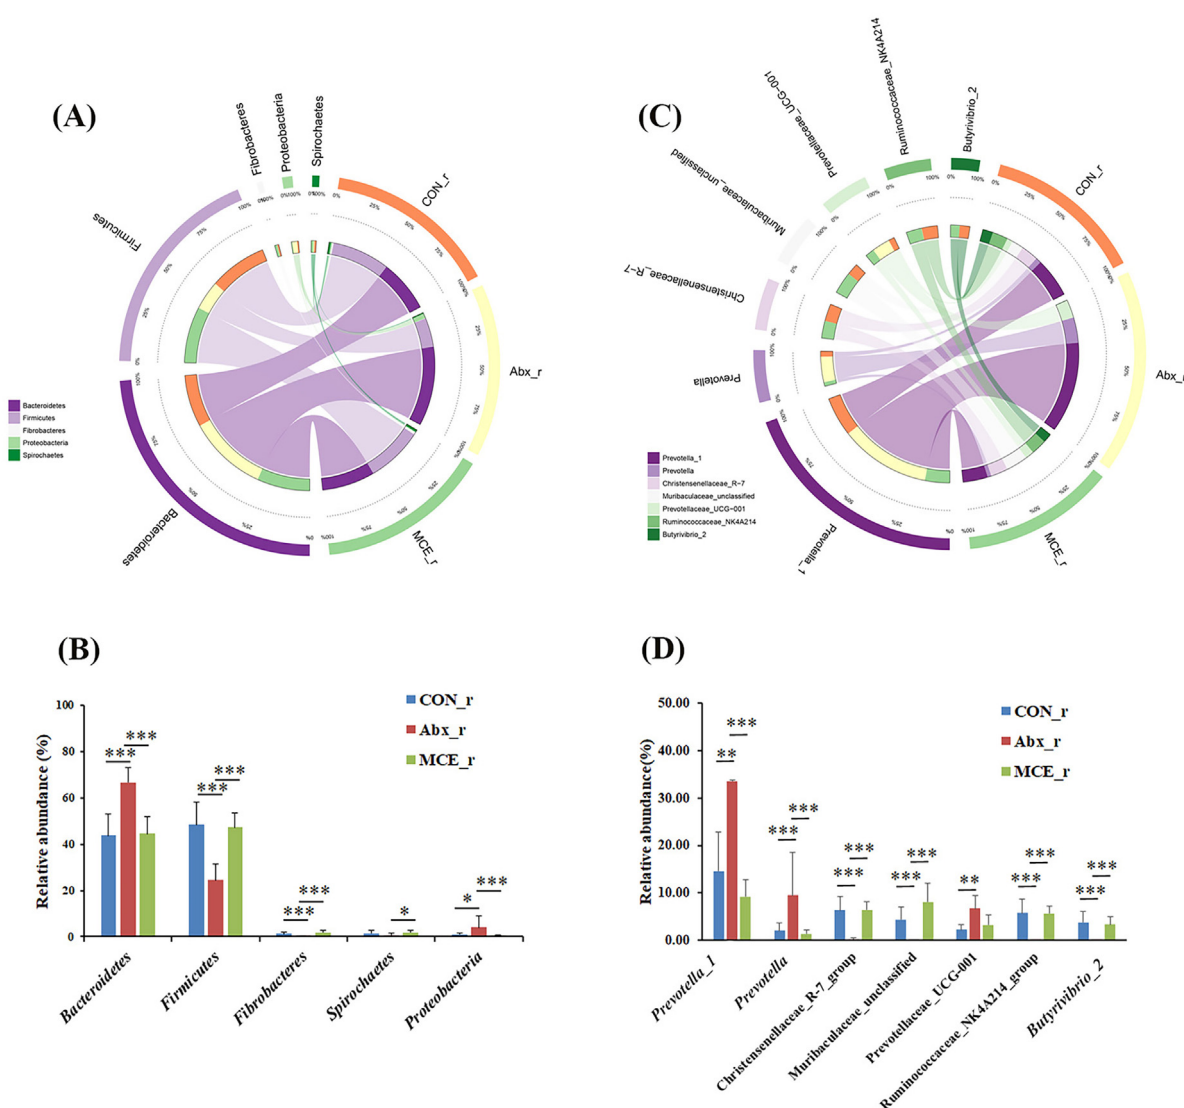 (A)
Firmicutes
Fibrobacteres
Proteobacteria
Spirochaetes
CON_r
Abx_r
MCE_r
Bacteroidetes
Bacteroidetes
Firmicutes
Fibrobacteres
Proteobacteria
Spirochaetes
(C)
Prevotella
Christensenellaceae_R-7
Muribaculaceae_unclassified
Prevotellaceae_UCG-001
Ruminococcaceae_NK4A214
Butyrivibrio_2
CON_r
Abx_r
MCE_r
Prevotella_1
Prevotella_1
Prevotella
Christensenellaceae_R-7
Muribaculaceae_unclassified
Prevotellaceae_UCG-001
Ruminococcaceae_NK4A214
Butyrivibrio_2
(B)
Relative abundance (%)
100
80
60
40
20
0
CON_r
Abx_r
MCE_r
*** ***
*** ***
*** ***
*
* ***
Bacteroidetes
Firmicutes
Fibrobacteres
Spirochaetes
Proteobacteria
(D)
Relative abundance(%)
50.00
40.00
30.00
20.00
10.00
0.00
CON_r
Abx_r
MCE_r
** ***
*** ***
*** ***
*** ***
**
*** ***
*** ***
Prevotella_1
Prevotella
Christensenellaceae_R-7_group
Muribaculaceae_unclassified
Prevotellaceae_UCG-001
Ruminococcaceae_NK4A214_group
Butyrivibrio_2